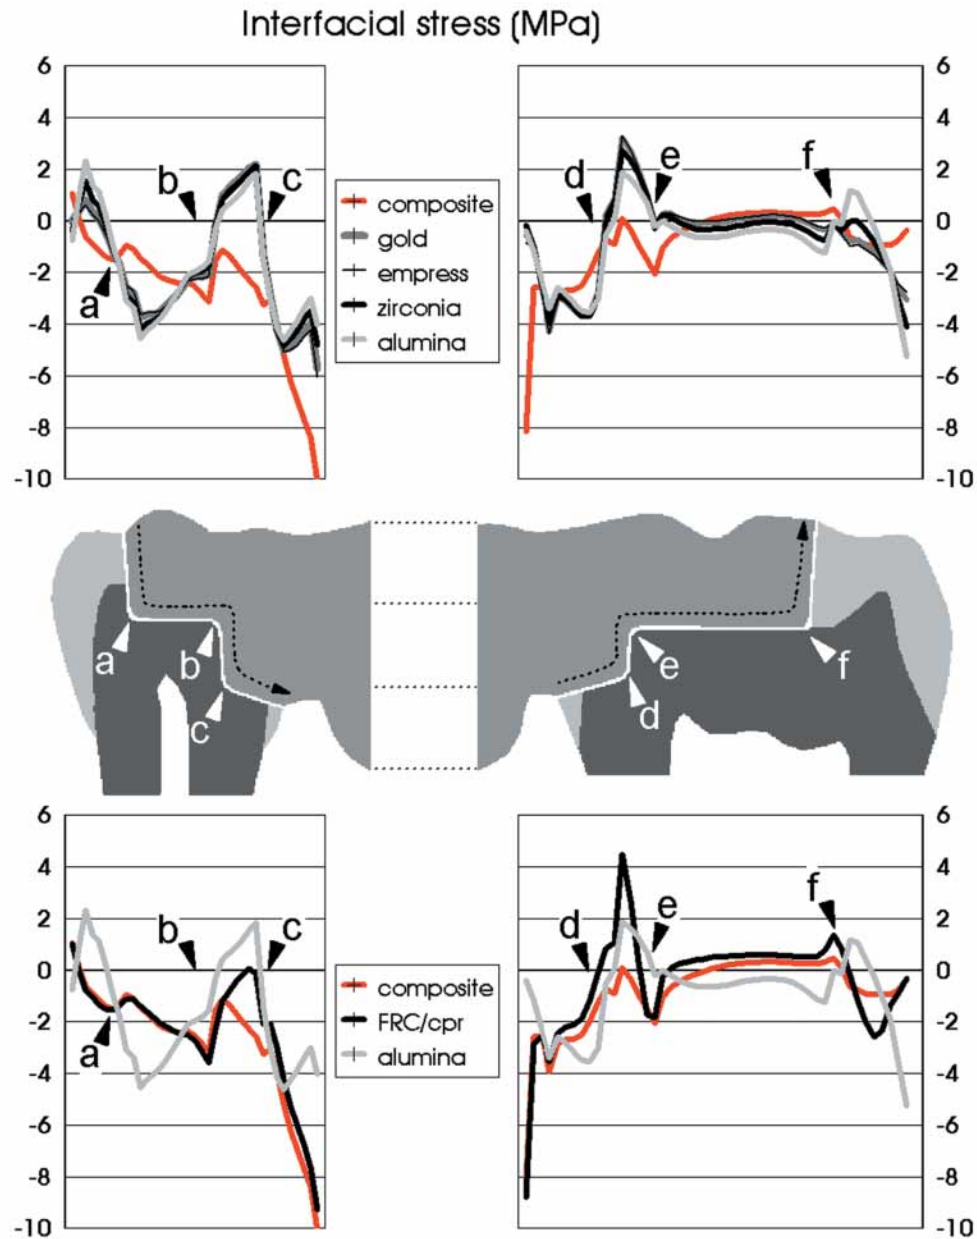 Interfacial stress (MPa)
6
4
2
0
-2
-4
-6
-8
-10
a
b
c
composite
gold
empress
zirconia
alumina
d
e
f
6
4
2
0
-2
-4
-6
-8
-10
a
b
c
d
e
f
6
4
2
0
-2
-4
-6
-8
-10
a
b
c
composite
FRC/cpr
alumina
d
e
f
6
4
2
0
-2
-4
-6
-8
-10